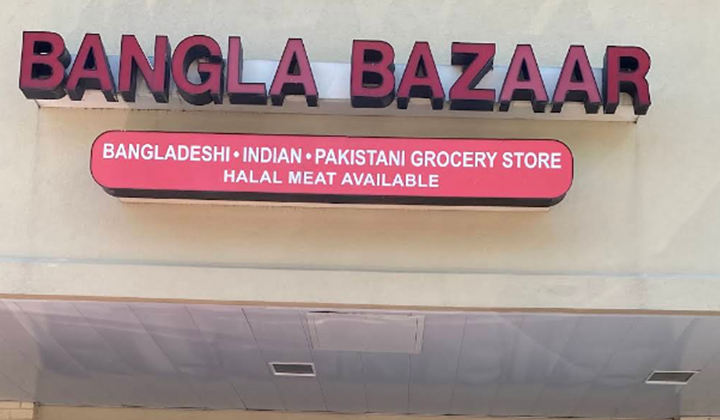 BANGLA BAZAAR
BANGLADESHI • INDIAN • PAKISTANI GROCERY STORE
HALAL MEAT AVAILABLE